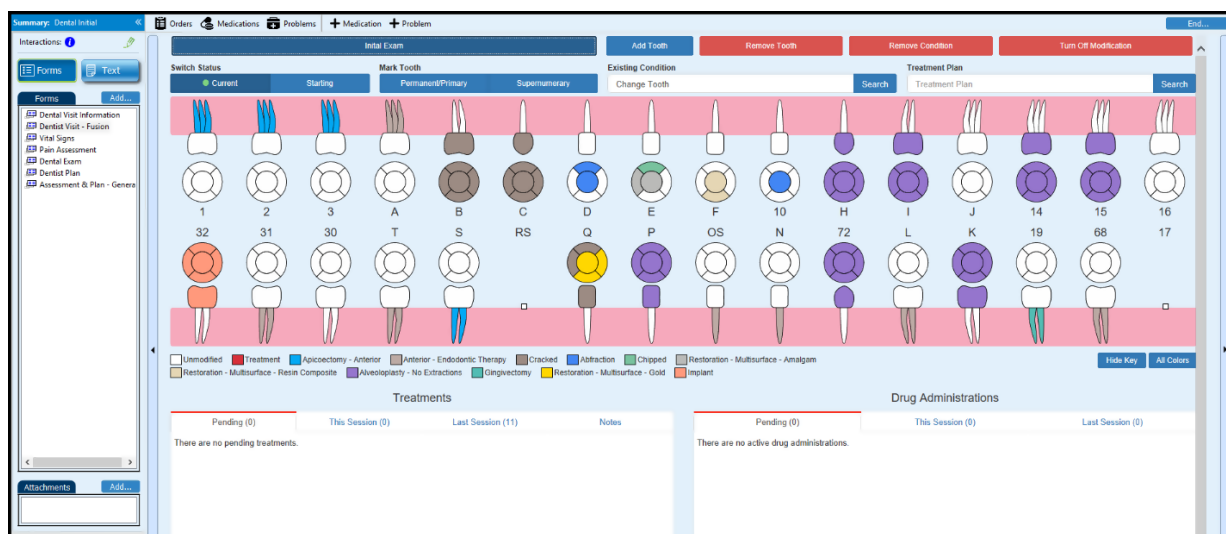 Summary: Dental Initial «
Orders Medications Problems + Medication + Problem End...
Interactions:
Forms Text
Forms Add...
Dental Visit Information
Dentist Visit - Fusion
Vital Signs
Pain Assessment
Dental Exam
Dentist Plan
Assessment & Plan - Genera
Attachments Add...
Inital Exam Add Tooth Remove Tooth Remove Condition Turn Off Modification
Switch Status Mark Tooth Existing Condition Treatment Plan
Current Starting Permanent/Primary Supernumerary Change Tooth Search Treatment Plan Search
1 2 3 A B C D E F 10 H I J 14 15 16
32 31 30 T S RS Q P OS N 72 L K 19 68 17
Unmodified Treatment Apicoectomy - Anterior Anterior - Endodontic Therapy Cracked Abfraction Chipped Restoration - Multisurface - Amalgam
Hide Key All Colors
Restoration - Multisurface - Resin Composite Alveoloplasty - No Extractions Gingivectomy Restoration - Multisurface - Gold Implant
Treatments Drug Administrations
Pending (0) This Session (0) Last Session (11) Notes Pending (0) This Session (0) Last Session (0)
There are no pending treatments. There are no active drug administrations.